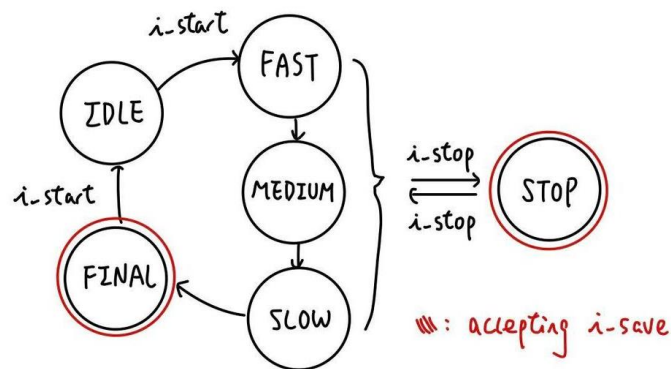 i-start
FAST
IDLE
i-stop
MEDIUM
STOP
i-start
i-stop
FINAL
SLOW
: accepting i-save